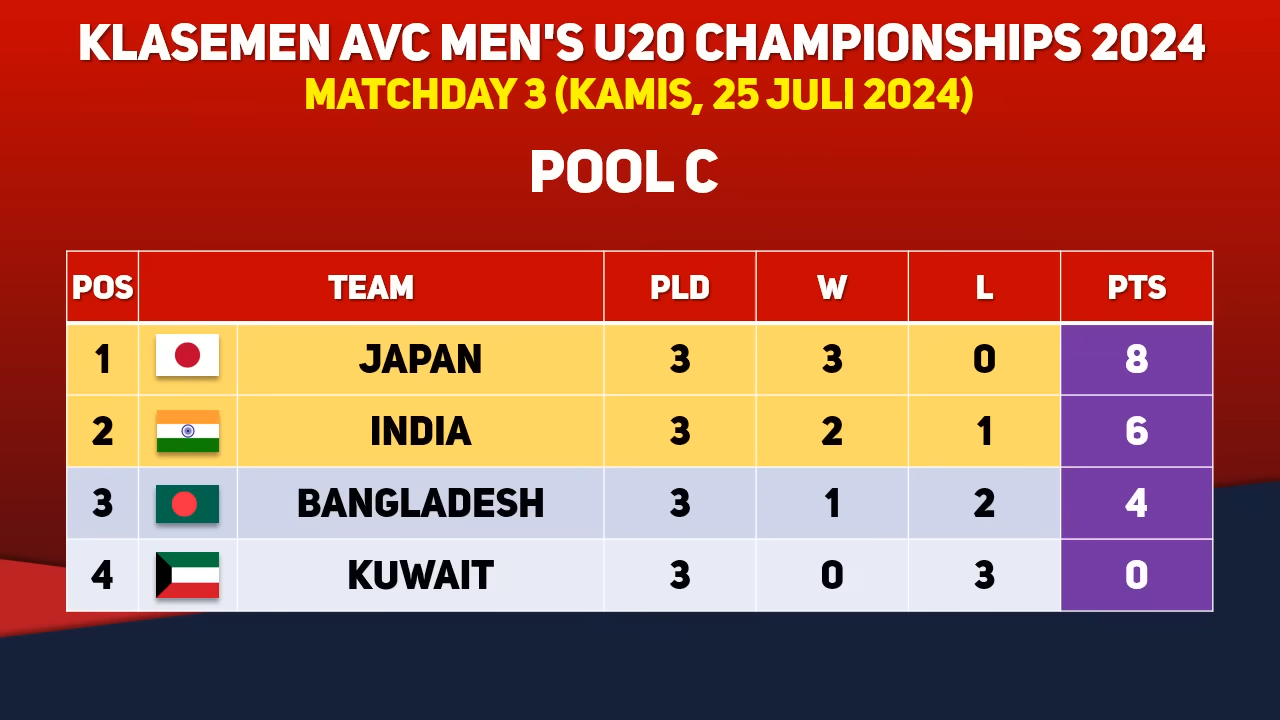 KLASEMEN AVC MEN'S U20 CHAMPIONSHIPS 2024
MATCHDAY 3 (KAMIS, 25 JULI 2024)
POOL C
POS TEAM PLD W L PTS
1 JAPAN 3 3 0 8
2 INDIA 3 2 1 6
3 BANGLADESH 3 1 2 4
4 KUWAIT 3 0 3 0